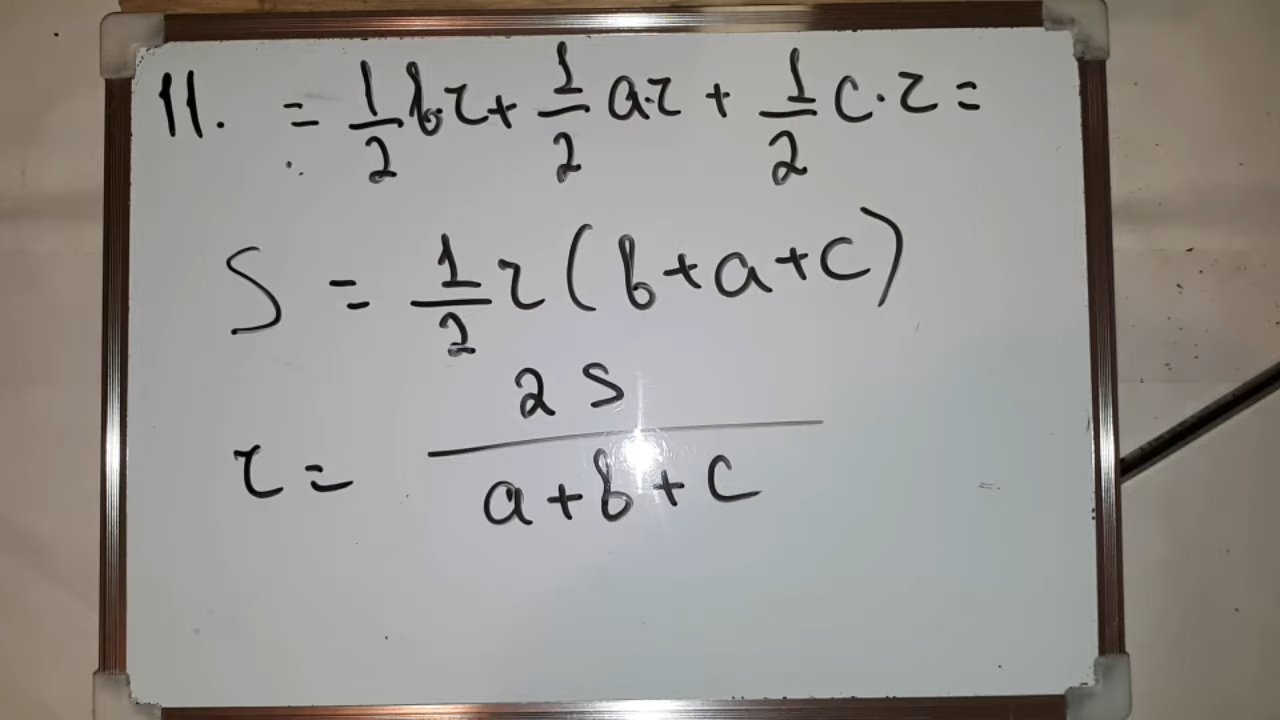 11. = 1/2 b·r + 1/2 a·r + 1/2 c·r =
S = 1/2 r (b+a+c)
r = 2S / (a+b+c)